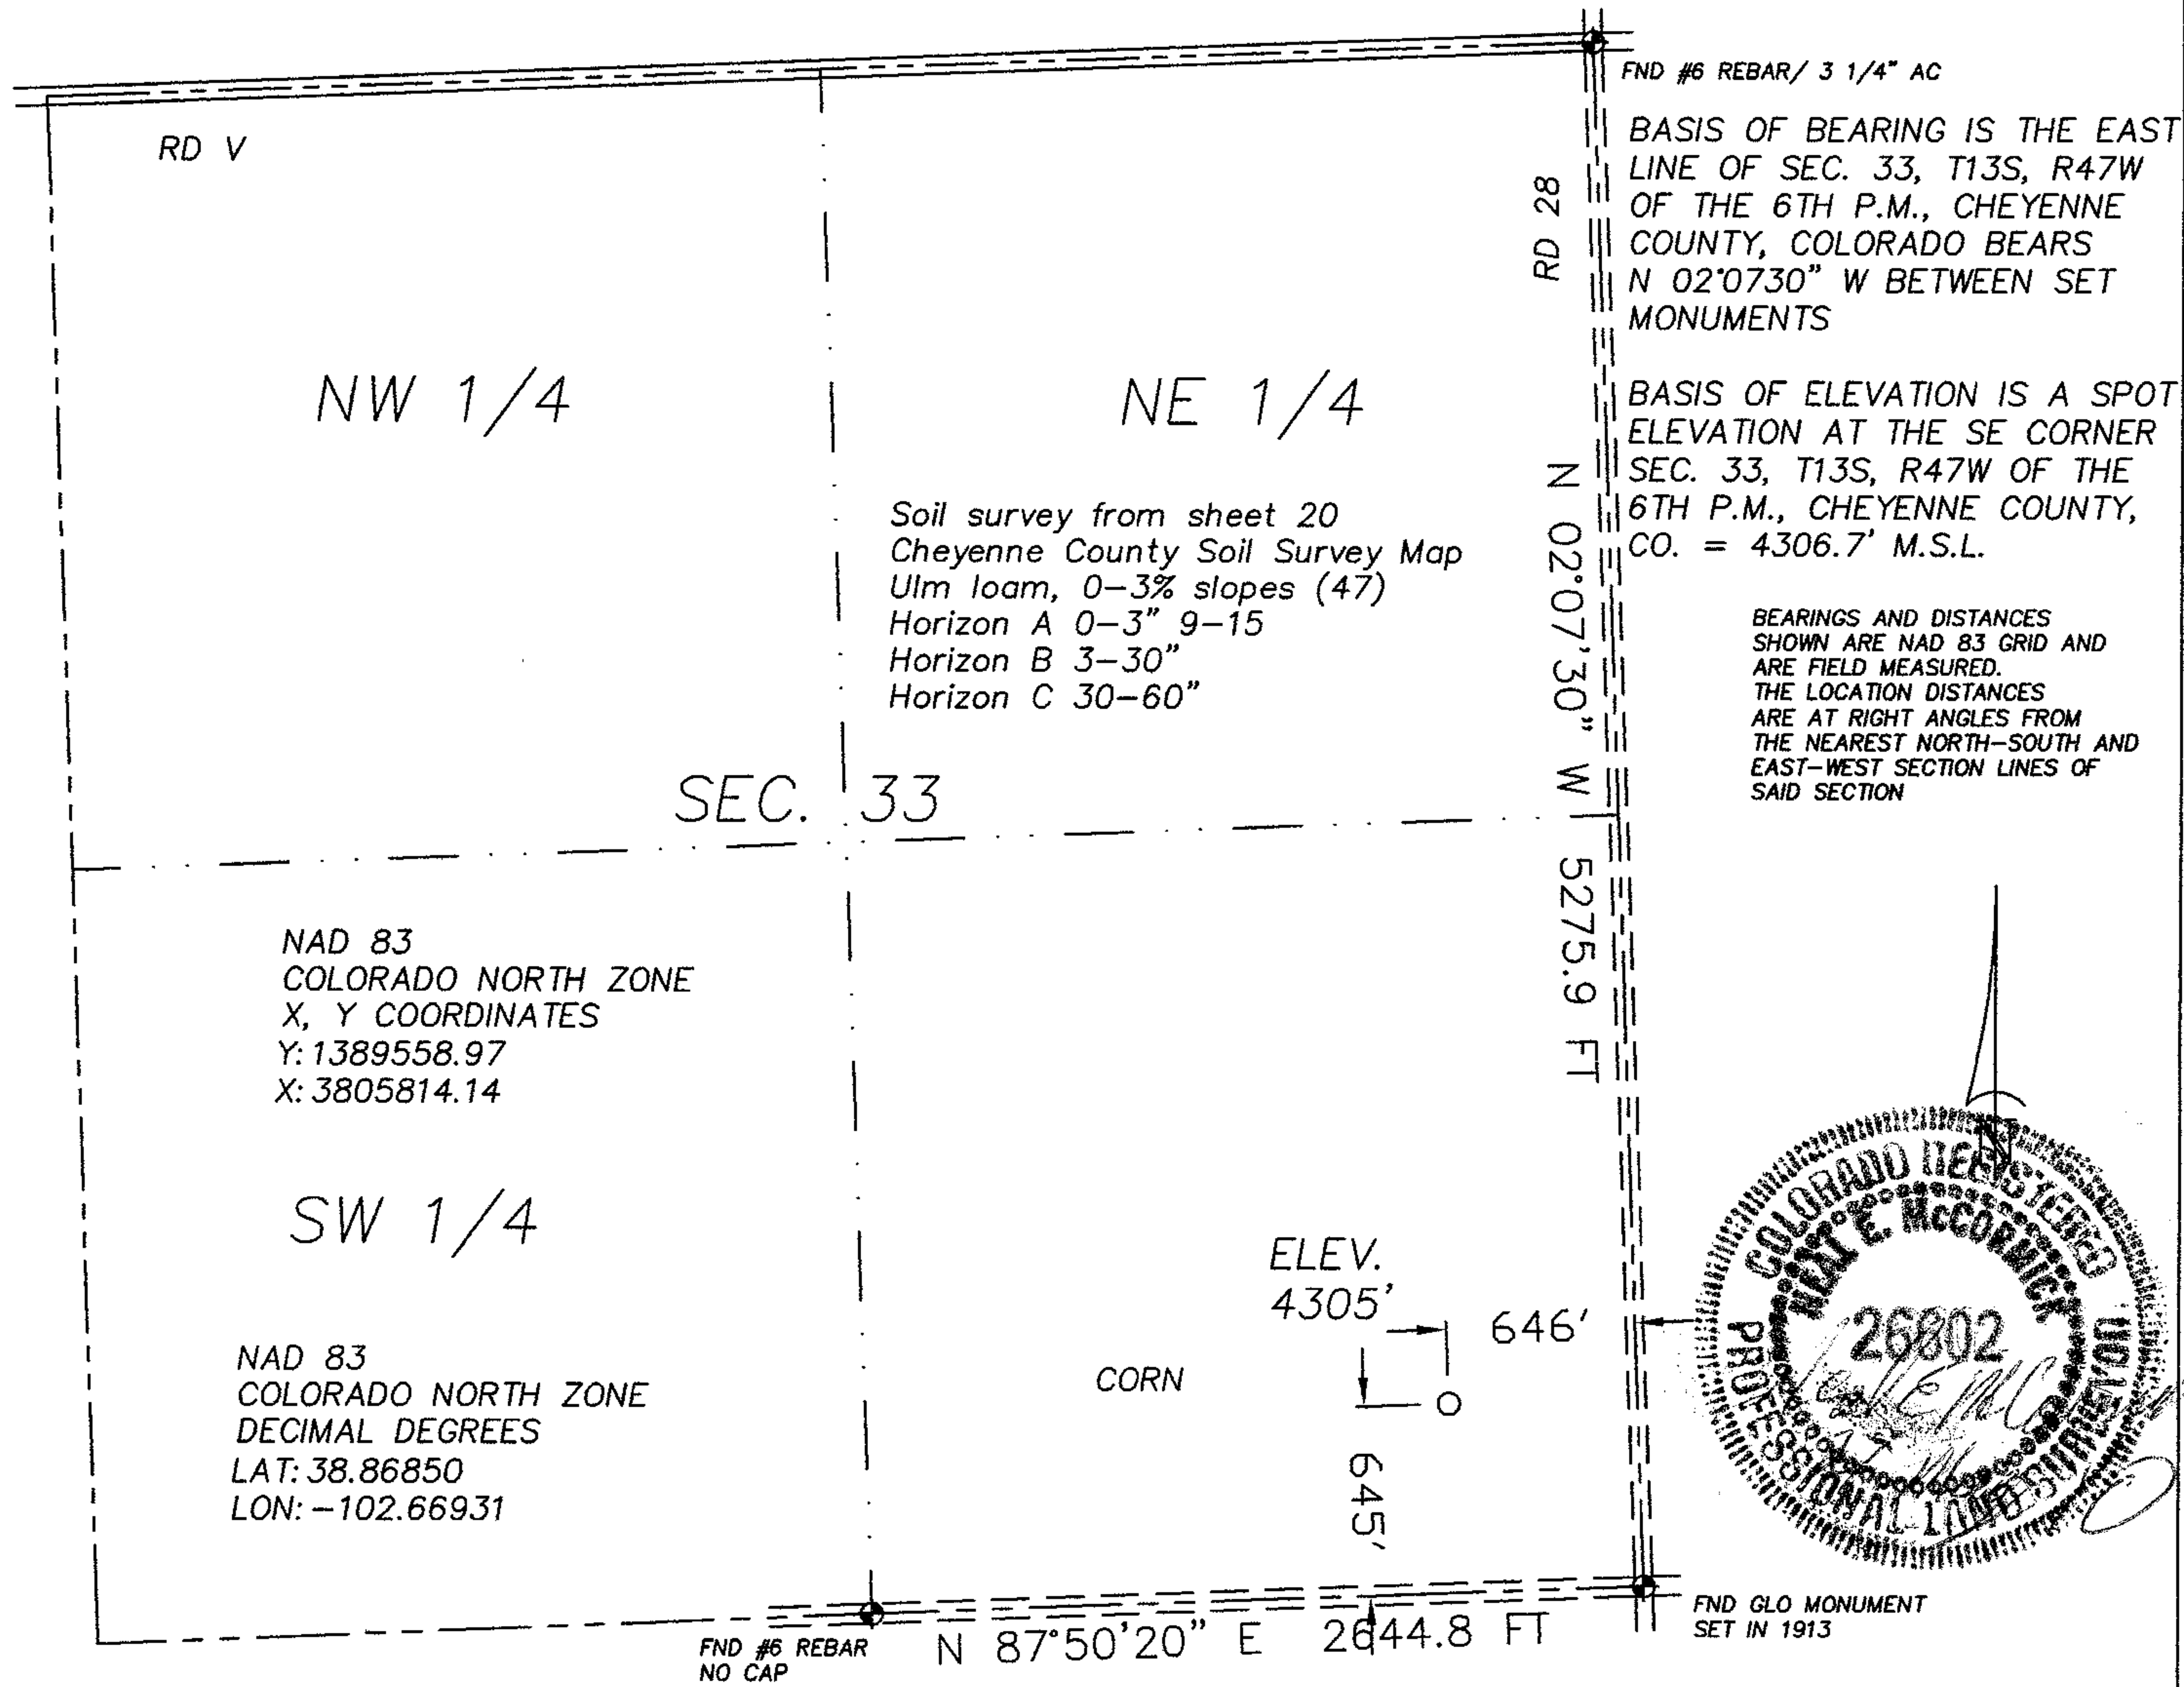 FND #6 REBAR/ 3 1/4" AC
RD V
RD 28
BASIS OF BEARING IS THE EAST
LINE OF SEC. 33, T13S, R47W
OF THE 6TH P.M., CHEYENNE
COUNTY, COLORADO BEARS
N 02°0730" W BETWEEN SET
MONUMENTS
BASIS OF ELEVATION IS A SPOT
ELEVATION AT THE SE CORNER
SEC. 33, T13S, R47W OF THE
6TH P.M., CHEYENNE COUNTY,
CO. = 4306.7' M.S.L.
NW 1/4
NE 1/4
Soil survey from sheet 20
Cheyenne County Soil Survey Map
Ulm loam, 0-3% slopes (47)
Horizon A 0-3" 9-15
Horizon B 3-30"
Horizon C 30-60"
N 02°07'30" W 5275.9 FT
BEARINGS AND DISTANCES
SHOWN ARE NAD 83 GRID AND
ARE FIELD MEASURED.
THE LOCATION DISTANCES
ARE AT RIGHT ANGLES FROM
THE NEAREST NORTH-SOUTH AND
EAST-WEST SECTION LINES OF
SAID SECTION
SEC. 33
NAD 83
COLORADO NORTH ZONE
X, Y COORDINATES
Y: 1389558.97
X: 3805814.14
SW 1/4
NAD 83
COLORADO NORTH ZONE
DECIMAL DEGREES
LAT: 38.86850
LON: -102.66931
ELEV.
4305'
646'
CORN
645'
N
COLORADO REGISTERED
NEAL E. McCORMICK
26802
PROFESSIONAL LAND SURVEYOR
FND #6 REBAR
NO CAP
N 87°50'20" E 2644.8 FT
FND GLO MONUMENT
SET IN 1913